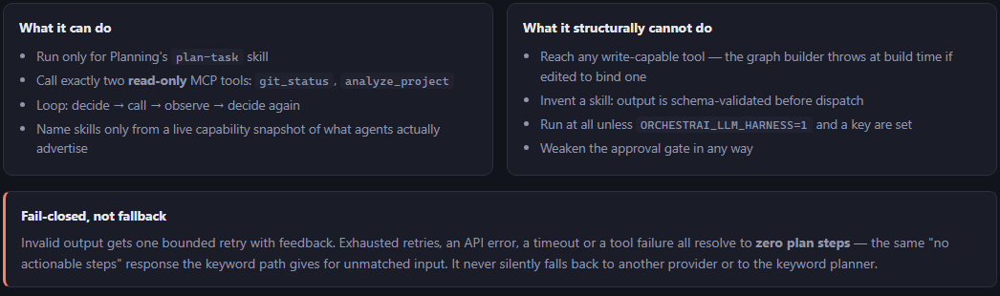 What it can do
Run only for Planning's plan-task skill
Call exactly two read-only MCP tools: git_status, analyze_project
Loop: decide → call → observe → decide again
Name skills only from a live capability snapshot of what agents actually
advertise
What it structurally cannot do
Reach any write-capable tool — the graph builder throws at build time if
edited to bind one
Invent a skill: output is schema-validated before dispatch
Run at all unless ORCHESTRAI_LLM_HARNESS=1 and a key are set
Weaken the approval gate in any way
Fail-closed, not fallback
Invalid output gets one bounded retry with feedback. Exhausted retries, an API error, a timeout or a tool failure all resolve to zero plan steps — the same "no
actionable steps" response the keyword path gives for unmatched input. It never silently falls back to another provider or to the keyword planner.